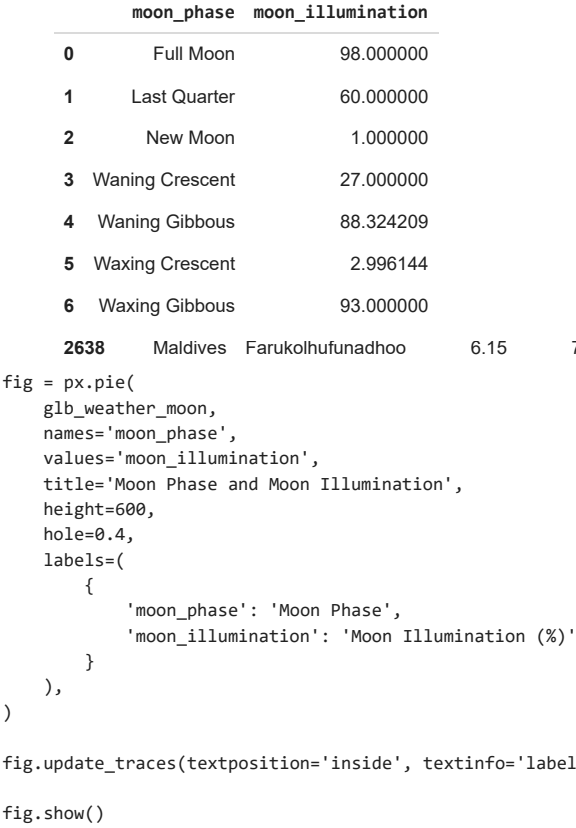 moon_phase moon_illumination
0 Full Moon 98.000000
1 Last Quarter 60.000000
2 New Moon 1.000000
3 Waning Crescent 27.000000
4 Waning Gibbous 88.324209
5 Waxing Crescent 2.996144
6 Waxing Gibbous 93.000000
2638 Maldives Farukolhufunadhoo 6.15
fig = px.pie(
    glb_weather_moon,
    names='moon_phase',
    values='moon_illumination',
    title='Moon Phase and Moon Illumination',
    height=600,
    hole=0.4,
    labels=(
        {
            'moon_phase': 'Moon Phase',
            'moon_illumination': 'Moon Illumination (%)'
        }
    ),
)
fig.update_traces(textposition='inside', textinfo='label
fig.show()